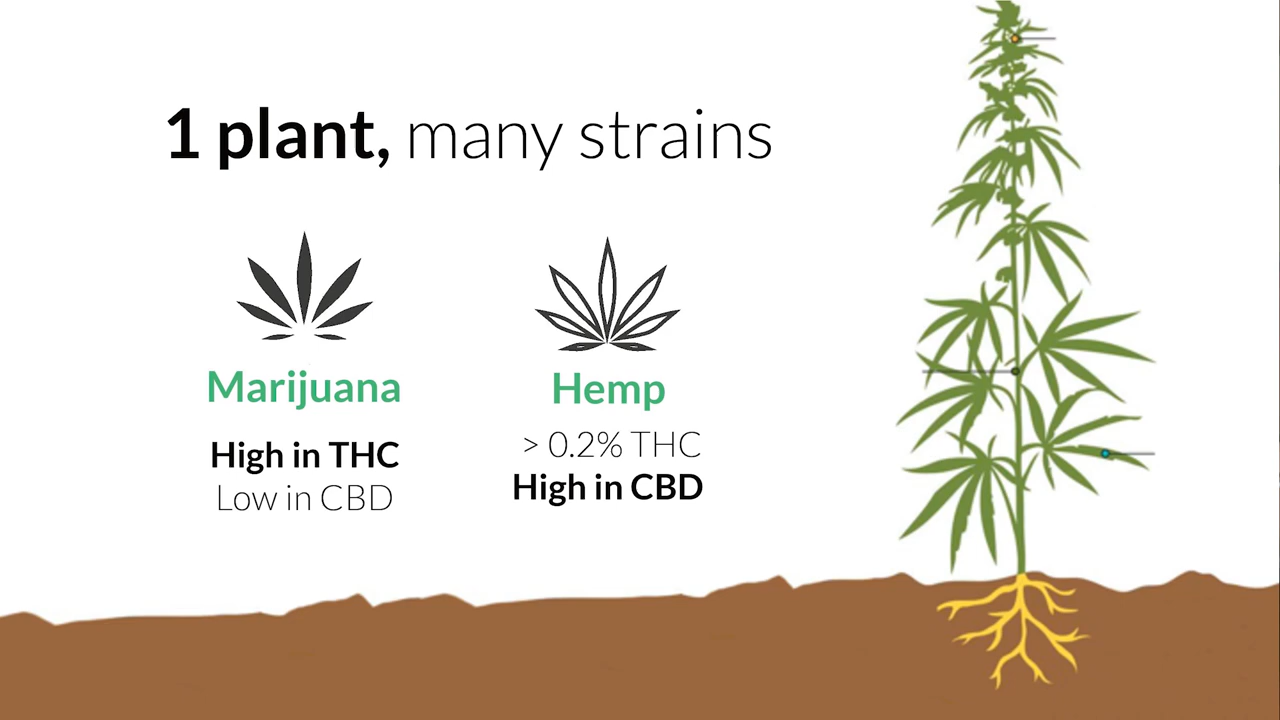 1 plant, many strains
Marijuana
High in THC
Low in CBD
Hemp
> 0.2% THC
High in CBD